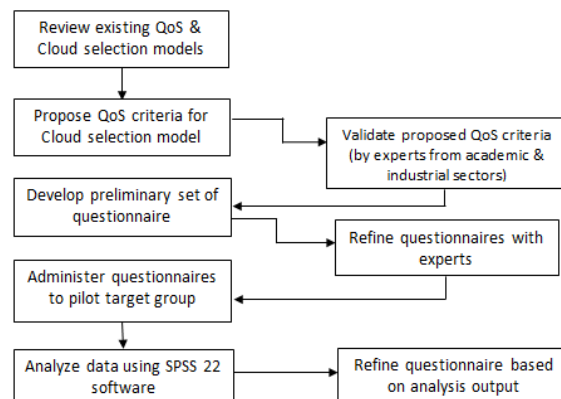 Review existing QoS &
Cloud selection models
Propose QoS criteria for
Cloud selection model
Validate proposed QoS criteria
(by experts from academic &
industrial sectors)
Develop preliminary set of
questionnaire
Refine questionnaires with
experts
Administer questionnaires
to pilot target group
Analyze data using SPSS 22
software
Refine questionnaire based
on analysis output